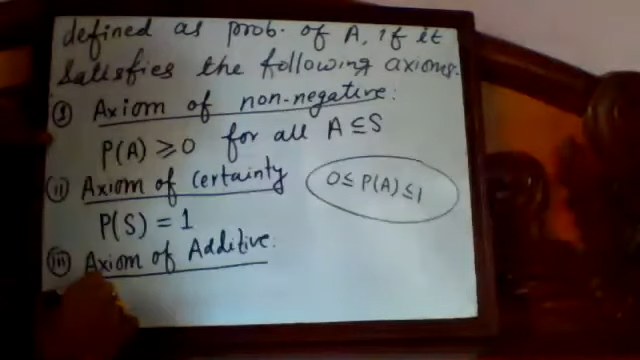 defined as prob. of A, if it
Satisfies the following axioms.
(i) Axiom of non-negative:
P(A) ≥ 0 for all A ⊆ S
(ii) Axiom of Certainty
0 ≤ P(A) ≤ 1
P(S) = 1
(iii) Axiom of Additive.